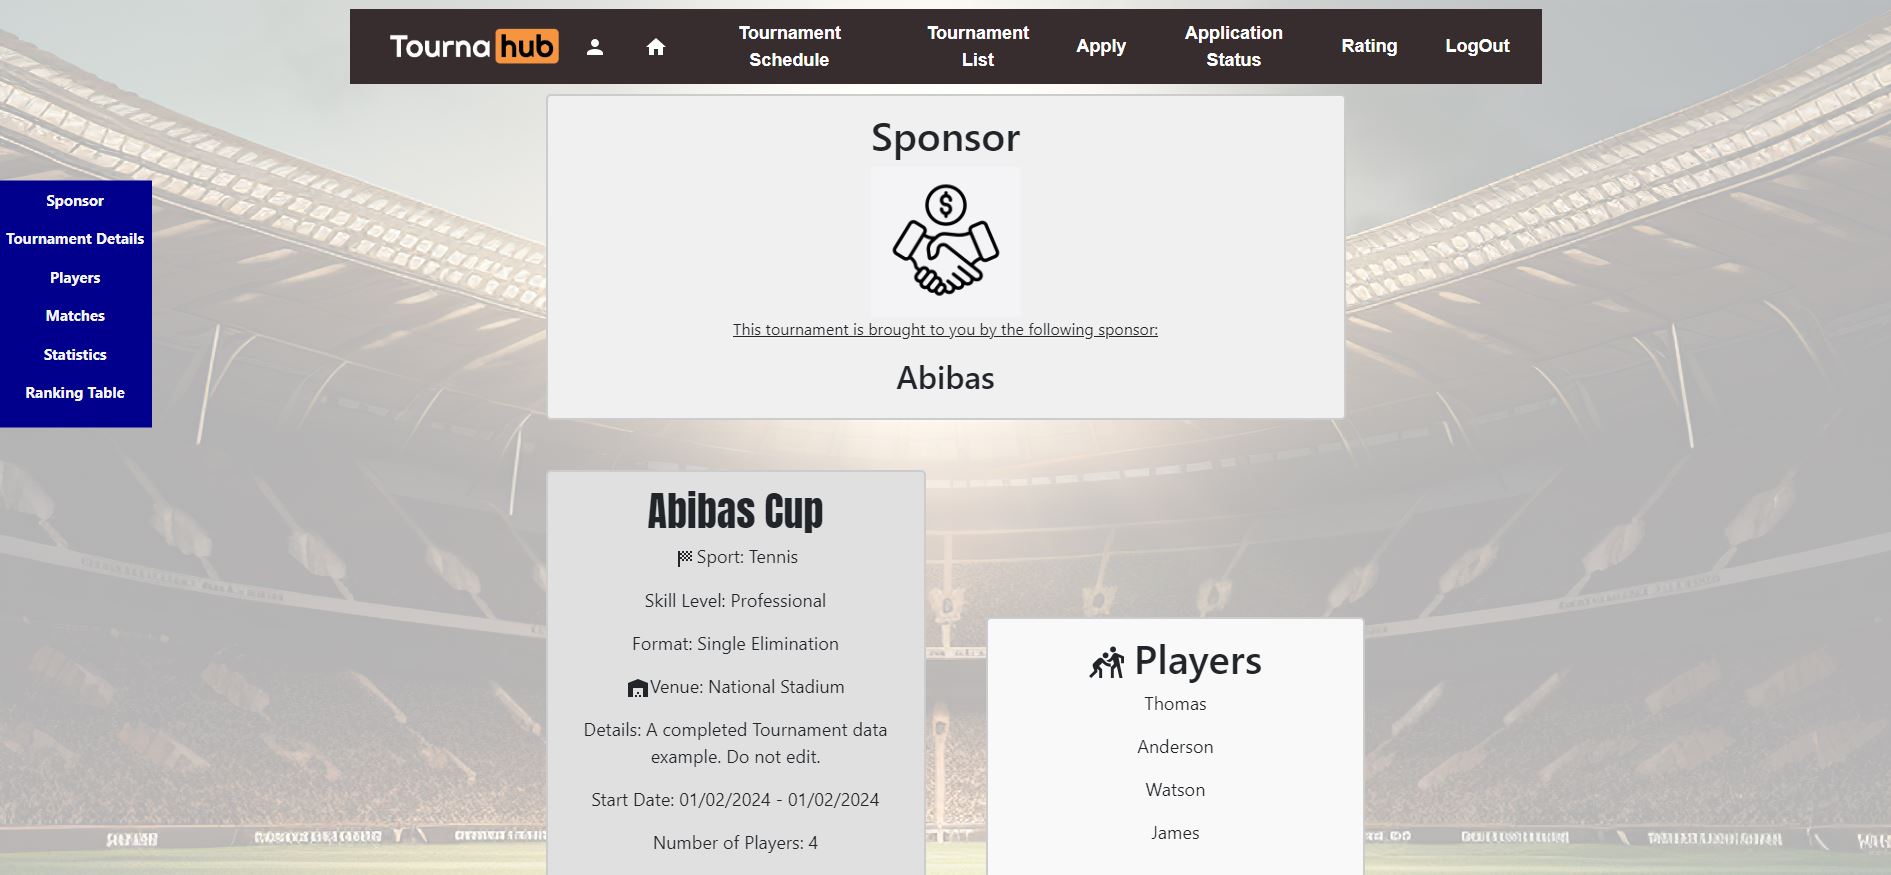 Tourna hub
Tournament
Schedule
Tournament
List
Apply
Application
Status
Rating
LogOut
Sponsor
Tournament Details
Players
Matches
Statistics
Ranking Table
Sponsor
$
This tournament is brought to you by the following sponsor:
Abibas
Abibas Cup
Sport: Tennis
Skill Level: Professional
Format: Single Elimination
Venue: National Stadium
Details: A completed Tournament data
example. Do not edit.
Start Date: 01/02/2024 - 01/02/2024
Number of Players: 4
Players
Thomas
Anderson
Watson
James